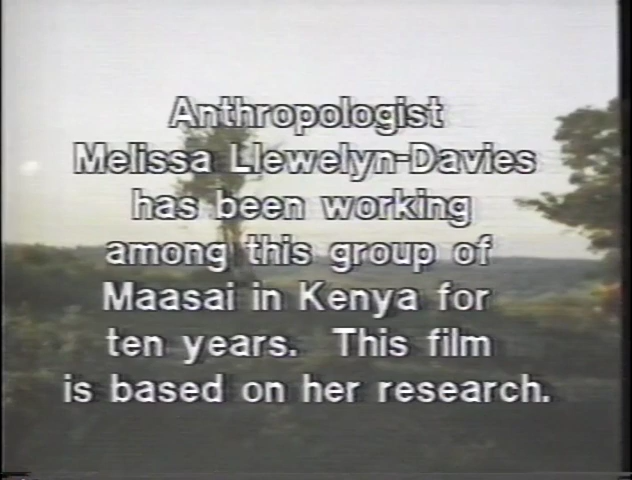 Anthropologist
Melissa Llewelyn-Davies
has been working
among this group of
Maasai in Kenya for
ten years. This film
is based on her research.